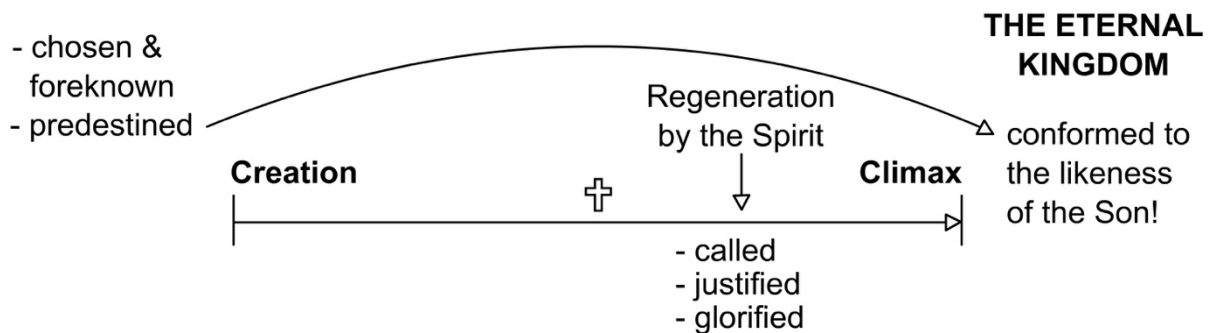 - chosen &
foreknown
- predestined
THE ETERNAL
KINGDOM
Regeneration
by the Spirit
conformed to
the likeness
of the Son!
Creation
Climax
- called
- justified
- glorified